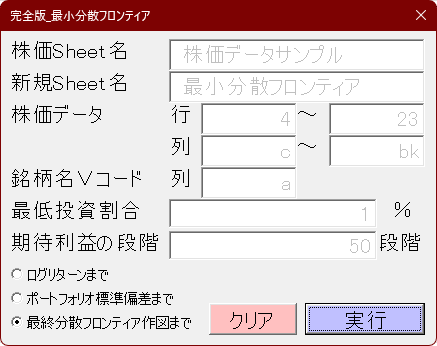 完全版_最小分散フロンティア
株価Sheet名 株価データサンプル
新規Sheet名 最小分散フロンティア
株価データ 行 4 ～ 23
列 c ～ bk
銘柄名∨コード 列 a
最低投資割合 1 %
期待利益の段階 50 段階
ログリターンまで
ポートフォリオ標準偏差まで
最終分散フロンティア作図まで
クリア 実行